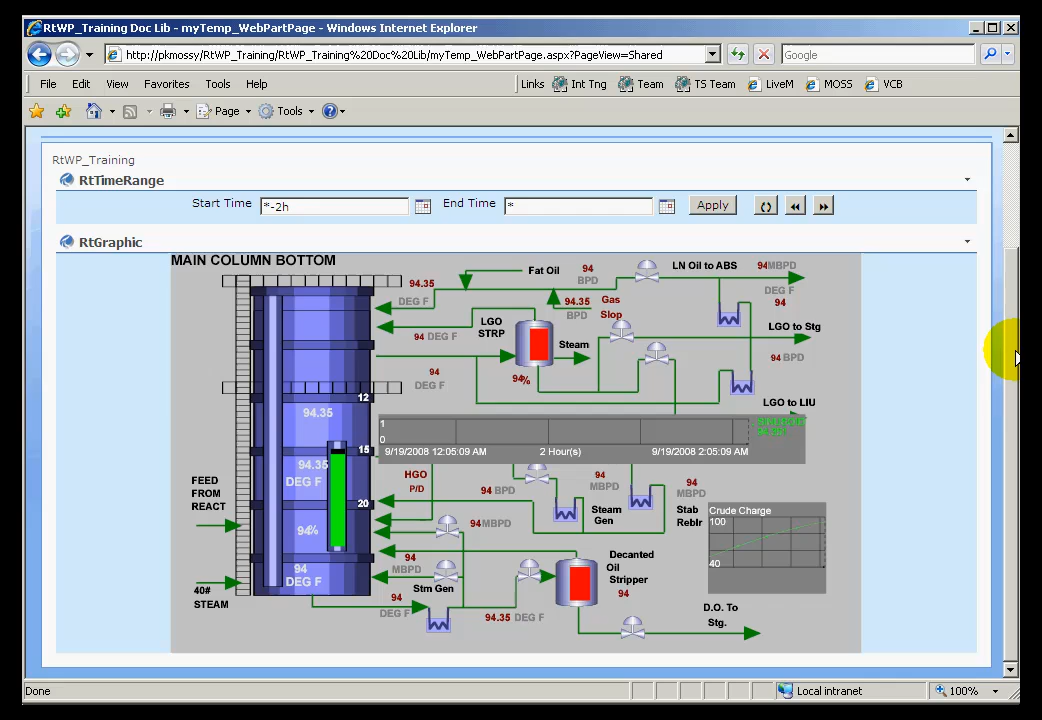 RtWP_Training Doc Lib - myTemp_WebPartPage - Windows Internet Explorer
http://pkmossy/RtWP_Training/RtWP_Training%20Doc%20Lib/myTemp_WebPartPage.aspx?PageView=Shared
Google
File Edit View Favorites Tools Help
Links Int Tng Team TS Team LiveM MOSS VCB
Page Tools
RtWP_Training
RtTimeRange
Start Time *-2h End Time * Apply
RtGraphic
MAIN COLUMN BOTTOM
Fat Oil 94 BPD LN Oil to ABS 94MBPD
94.35 DEG F
94.35 BPD Gas Slop
DEG F 94
LGO STRP
94 DEG F
Steam
LGO to Stg
94 BPD
94 DEG F
94%
12
LGO to LIU
94.35
1
0
9/19/2008 12:05:09 AM 2 Hour(s) 9/19/2008 2:05:09 AM
15
94.35 DEG F
HGO P/D
FEED FROM REACT
94 BPD
94 MBPD
94 MBPD
20
Steam Gen
Stab Reblr
Crude Charge
100
40
94%
94MBPD
94 MBPD
Decanted Oil Stripper
94
94 DEG F
40# STEAM
Stm Gen
94 DEG F
94.35 DEG F
D.O. To Stg.
Done Local intranet 100%